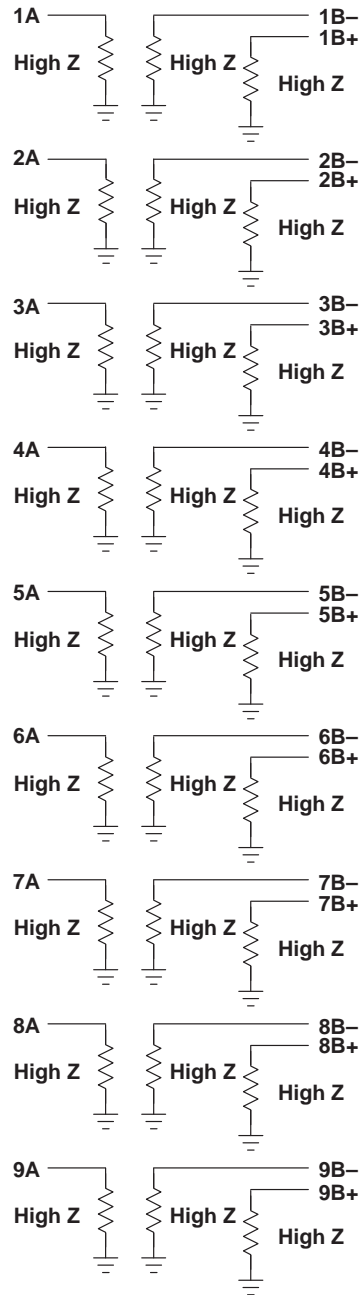 1A 1B–
1B+
High Z High Z High Z
2A 2B–
2B+
High Z High Z High Z
3A 3B–
3B+
High Z High Z High Z
4A 4B–
4B+
High Z High Z High Z
5A 5B–
5B+
High Z High Z High Z
6A 6B–
6B+
High Z High Z High Z
7A 7B–
7B+
High Z High Z High Z
8A 8B–
8B+
High Z High Z High Z
9A 9B–
9B+
High Z High Z High Z